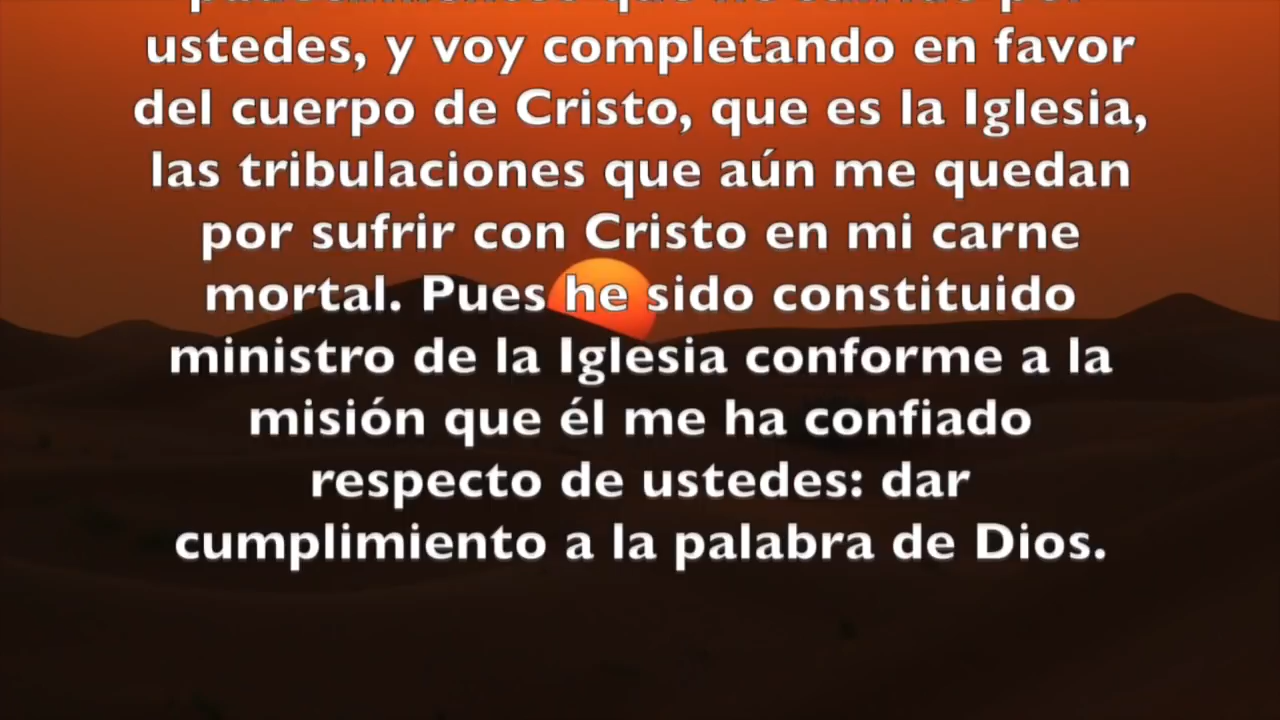 ustedes, y voy completando en favor
del cuerpo de Cristo, que es la Iglesia,
las tribulaciones que aún me quedan
por sufrir con Cristo en mi carne
mortal. Pues he sido constituido
ministro de la Iglesia conforme a la
misión que él me ha confiado
respecto de ustedes: dar
cumplimiento a la palabra de Dios.